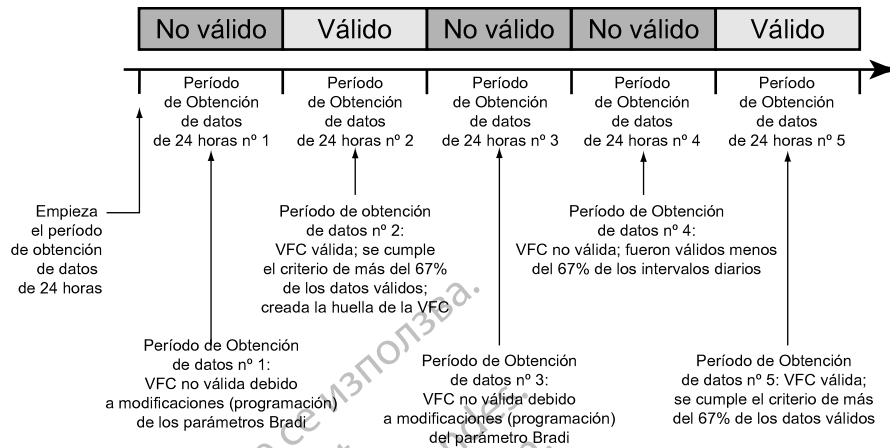 No válido Válido No válido No válido Válido
Período
de Obtención
de datos
de 24 horas nº 1
Período
de Obtención
de datos
de 24 horas nº 2
Período
de Obtención
de datos
de 24 horas nº 3
Período
de Obtención
de datos
de 24 horas nº 4
Período
de Obtención
de datos
de 24 horas nº 5
Empieza
el período
de obtención
de datos
de 24 horas
Período de obtención
de datos nº 2:
VFC válida; se cumple
el criterio de más del 67%
de los datos válidos;
creada la huella de la VFC
Período de Obtención
de datos nº 4:
VFC no válida; fueron válidos menos
del 67% de los intervalos diarios
Período de Obtención
de datos nº 1:
VFC no válida debido
a modificaciones (programación)
de los parámetros Bradi
Período de Obtención
de datos nº 3:
VFC no válida debido
a modificaciones (programación)
del parámetro Bradi
Período de Obtención
de datos nº 5: VFC válida;
se cumple el criterio de más
del 67% de los datos válidos
се използва.